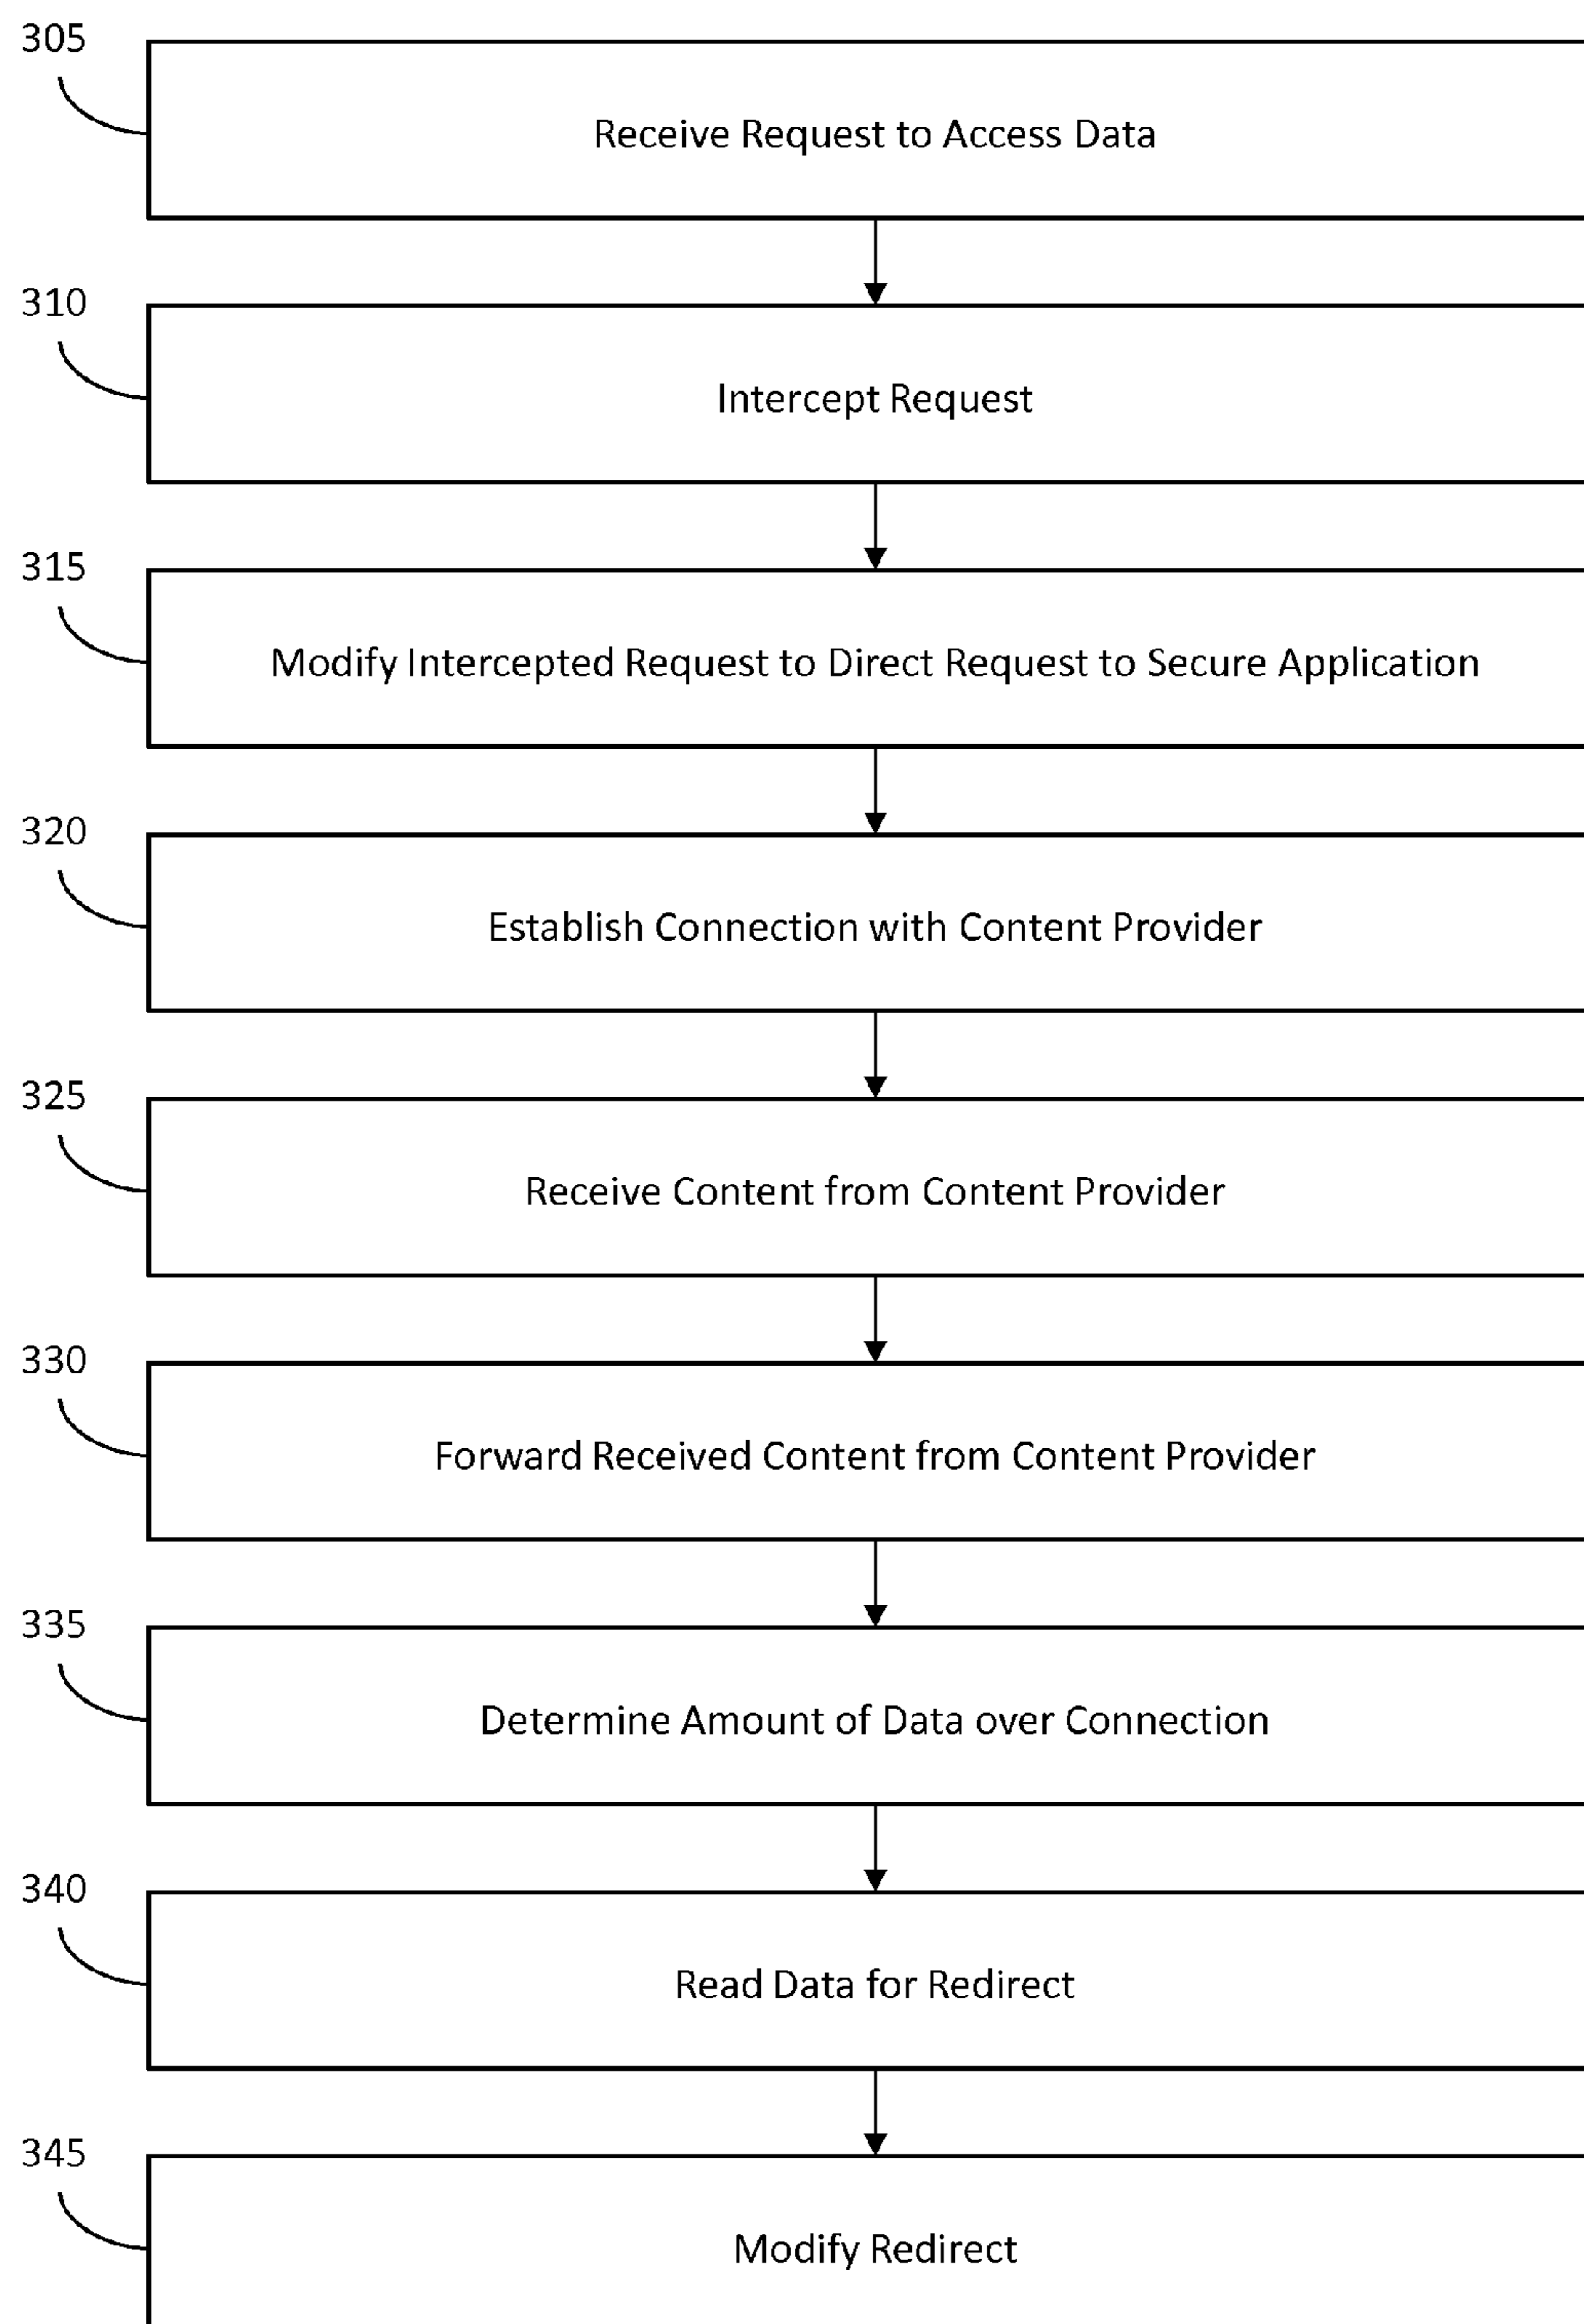 305
Receive Request to Access Data
310
Intercept Request
315
Modify Intercepted Request to Direct Request to Secure Application
320
Establish Connection with Content Provider
325
Receive Content from Content Provider
330
Forward Received Content from Content Provider
335
Determine Amount of Data over Connection
340
Read Data for Redirect
345
Modify Redirect